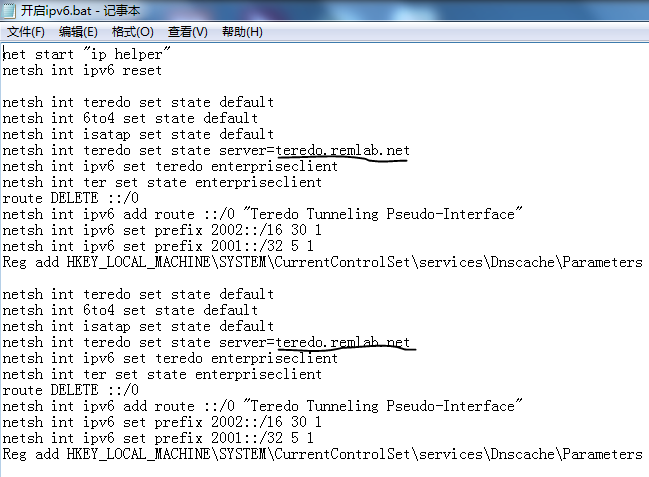 开启ipv6.bat - 记事本
文件(F) 编辑(E) 格式(O) 查看(V) 帮助(H)
net start "ip helper"
netsh int ipv6 reset
netsh int teredo set state default
netsh int 6to4 set state default
netsh int isatap set state default
netsh int teredo set state server=teredo.remlab.net
netsh int ipv6 set teredo enterpriseclient
netsh int ter set state enterpriseclient
route DELETE ::/0
netsh int ipv6 add route ::/0 "Teredo Tunneling Pseudo-Interface"
netsh int ipv6 set prefix 2002::/16 30 1
netsh int ipv6 set prefix 2001::/32 5 1
Reg add HKEY_LOCAL_MACHINE\SYSTEM\CurrentControlSet\services\Dnscache\Parameters
netsh int teredo set state default
netsh int 6to4 set state default
netsh int isatap set state default
netsh int teredo set state server=teredo.remlab.net
netsh int ipv6 set teredo enterpriseclient
netsh int ter set state enterpriseclient
route DELETE ::/0
netsh int ipv6 add route ::/0 "Teredo Tunneling Pseudo-Interface"
netsh int ipv6 set prefix 2002::/16 30 1
netsh int ipv6 set prefix 2001::/32 5 1
Reg add HKEY_LOCAL_MACHINE\SYSTEM\CurrentControlSet\services\Dnscache\Parameters